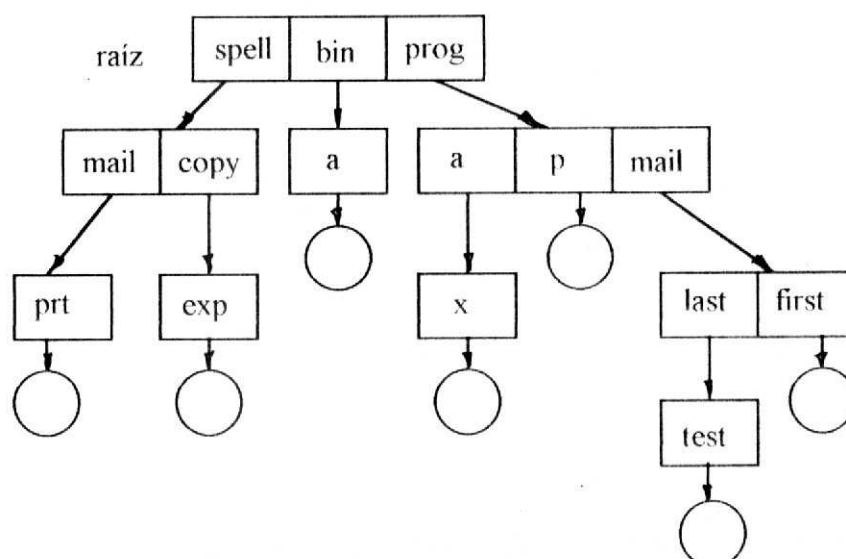 raíz spell bin prog
mail copy a a p mail
prt exp x last first
test